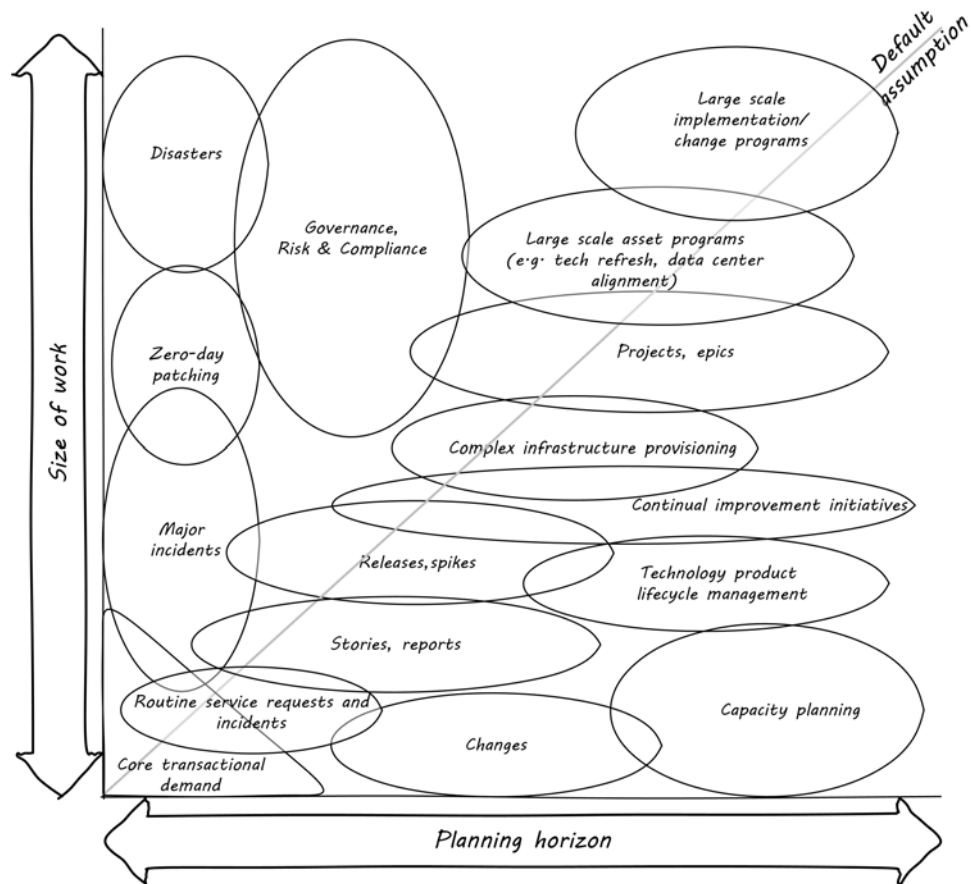 Default
assumption
Large scale
implementation/
change programs
Disasters
Governance,
Risk & Compliance
Large scale asset programs
(e.g. tech refresh, data center
alignment)
Zero-day
patching
Projects, epics
Size of work
Complex infrastructure provisioning
Continual improvement initiatives
Major
incidents
Releases, spikes
Technology product
lifecycle management
Stories, reports
Routine service requests and
incidents
Capacity planning
Changes
Core transactional
demand
Planning horizon